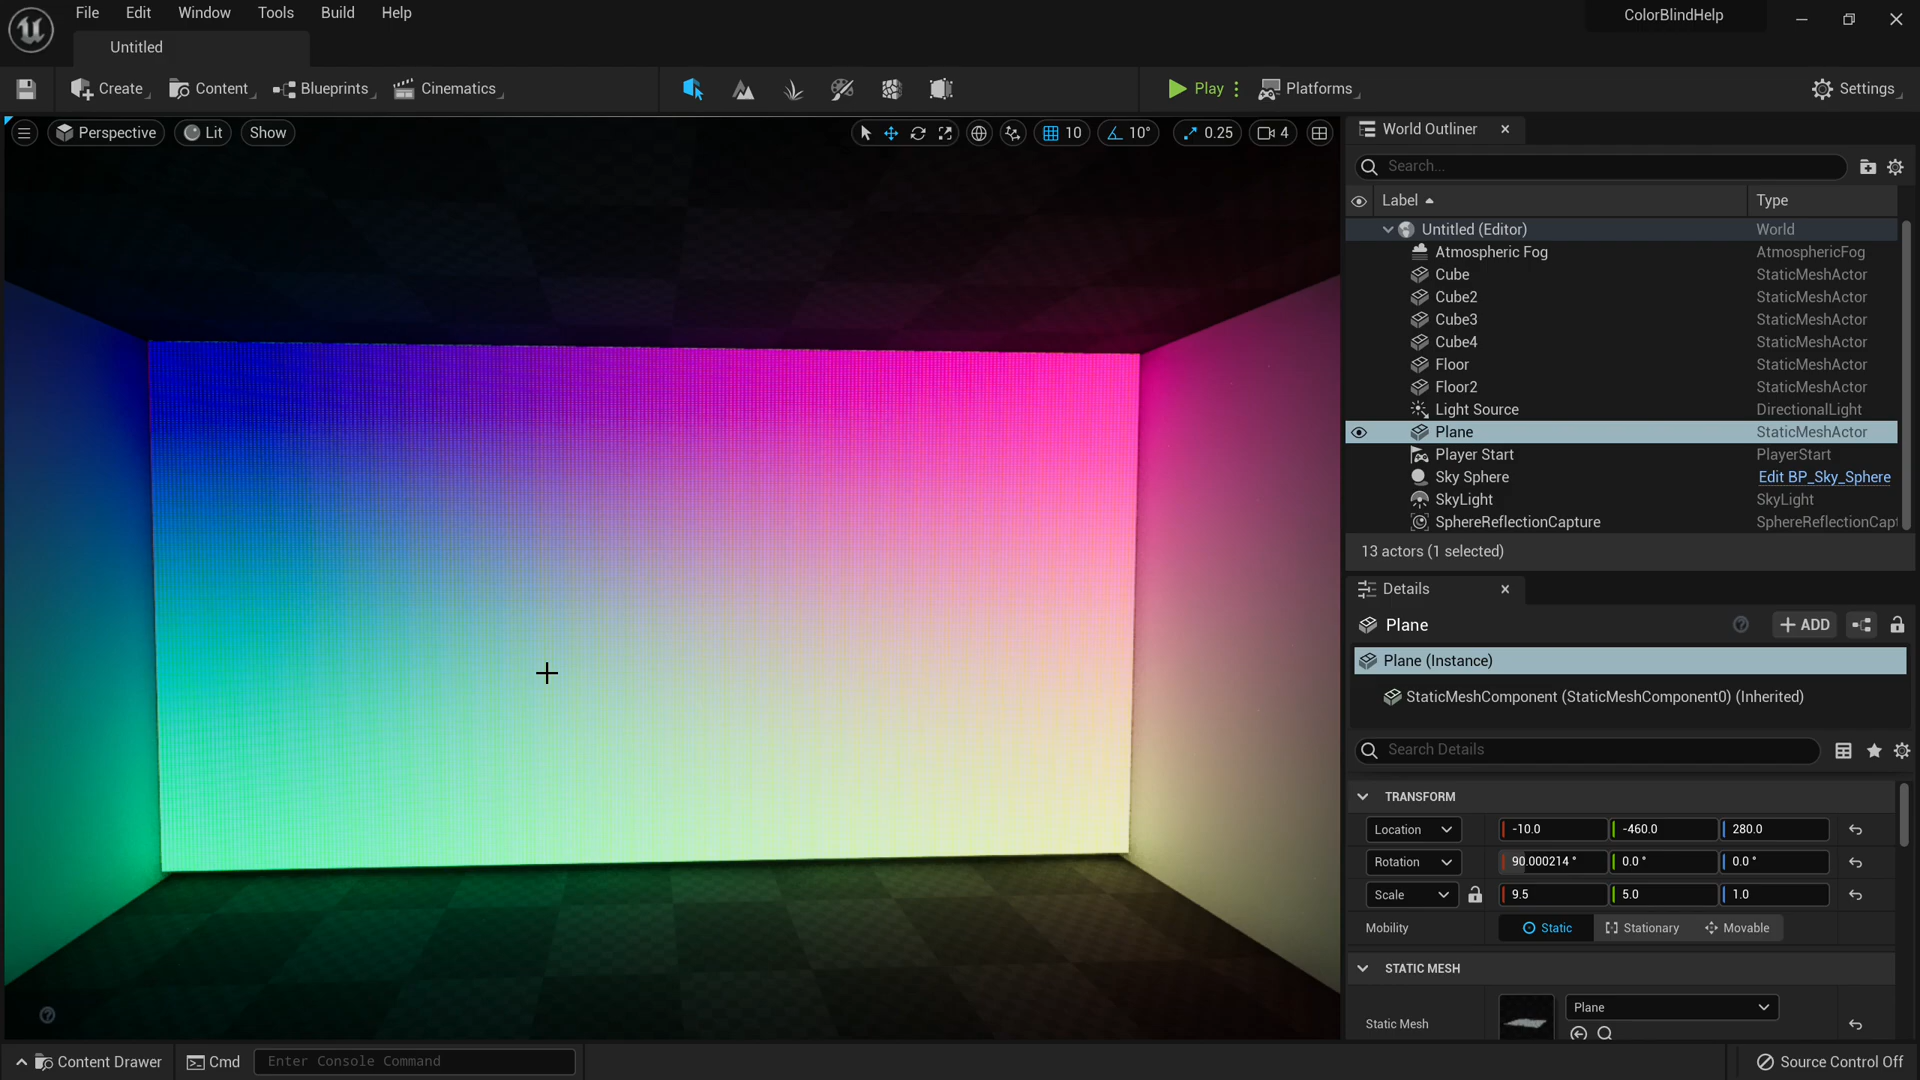 File Edit Window Tools Build Help
ColorBlindHelp
Untitled
Create Content Blueprints Cinematics Play Platforms Settings
Perspective Lit Show 10 10° 0.25 4
World Outliner
Search...
Label Type
Untitled (Editor) World
Atmospheric Fog AtmosphericFog
Cube StaticMeshActor
Cube2 StaticMeshActor
Cube3 StaticMeshActor
Cube4 StaticMeshActor
Floor StaticMeshActor
Floor2 StaticMeshActor
Light Source DirectionalLight
Plane StaticMeshActor
Player Start PlayerStart
Sky Sphere Edit BP_Sky_Sphere
SkyLight SkyLight
SphereReflectionCapture SphereReflectionCapt
13 actors (1 selected)
Details
Plane ADD
Plane (Instance)
StaticMeshComponent (StaticMeshComponent0) (Inherited)
Search Details
TRANSFORM
Location -10.0 -460.0 280.0
Rotation 90.000214 ° 0.0 ° 0.0 °
Scale 9.5 5.0 1.0
Mobility Static Stationary Movable
STATIC MESH
Plane
Static Mesh
Content Drawer Cmd Enter Console Command Source Control Off